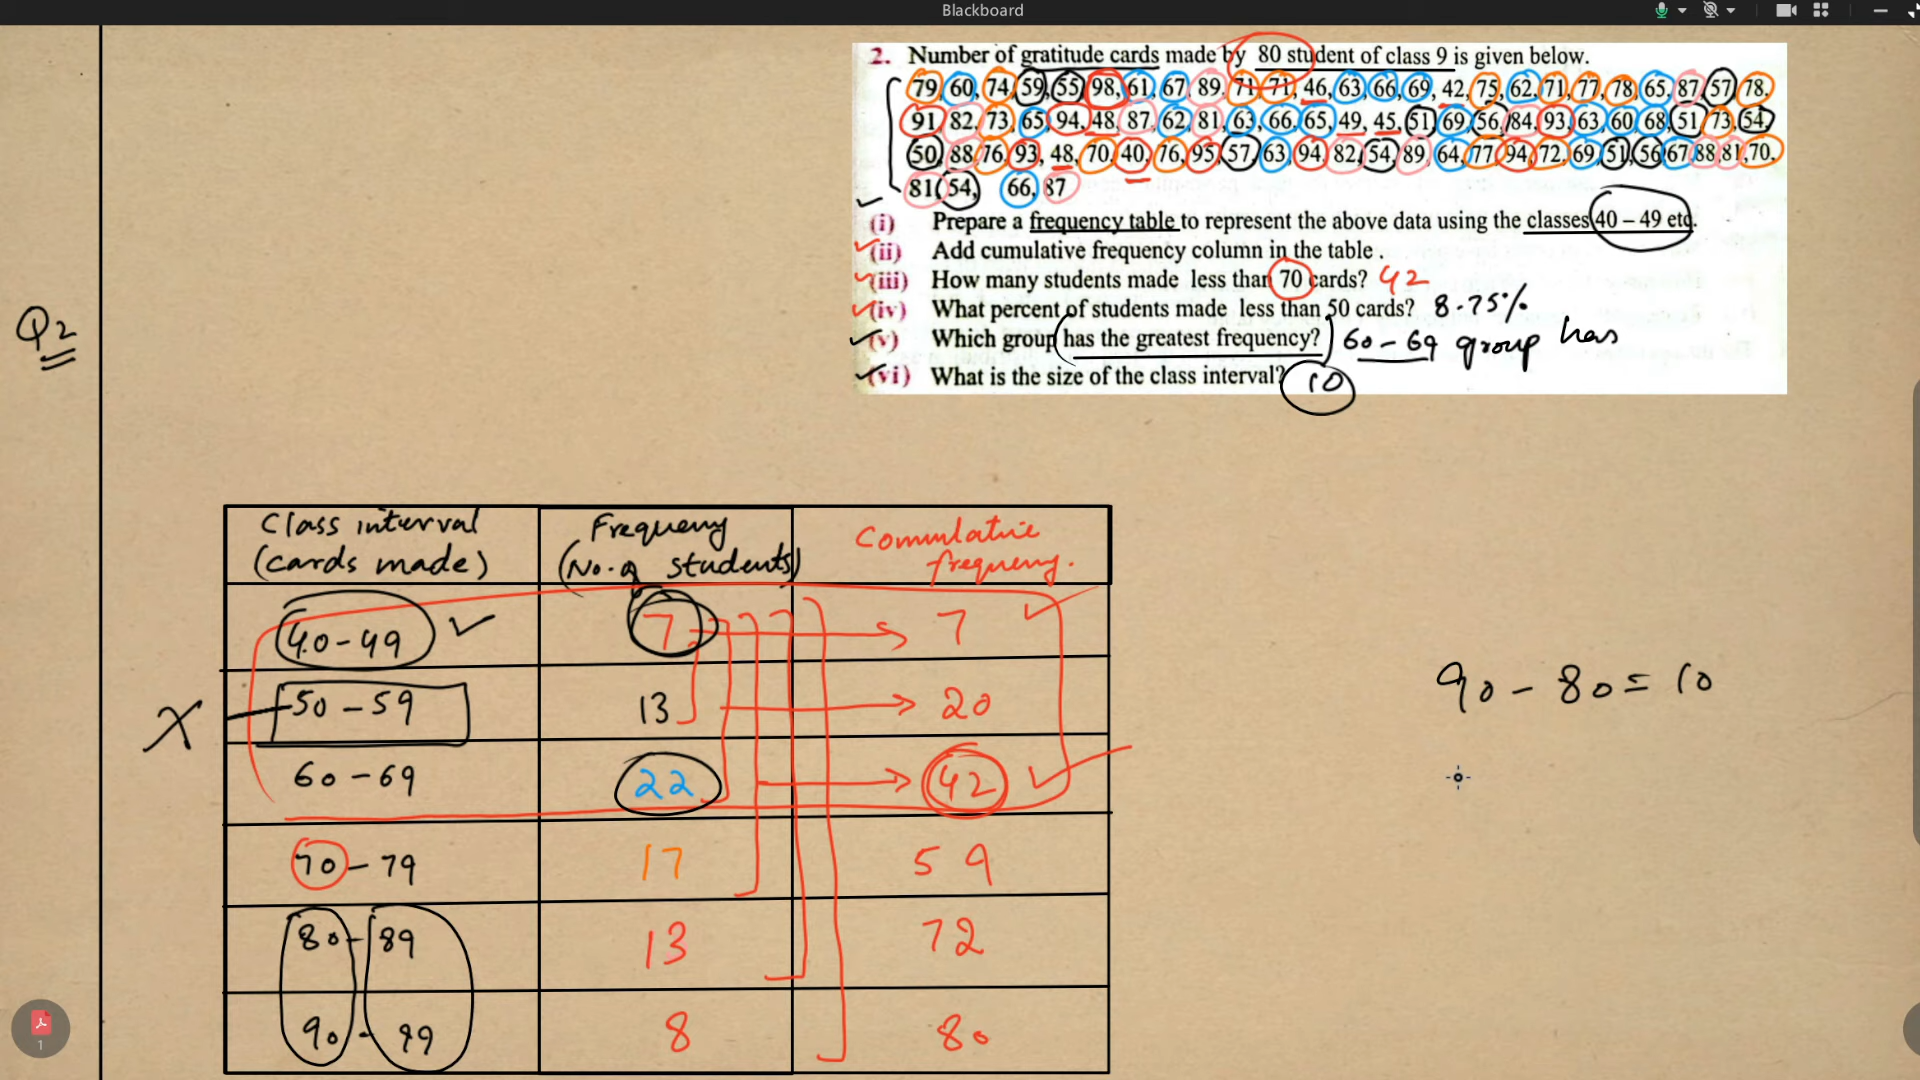 Blackboard
2. Number of gratitude cards made by 80 student of class 9 is given below.
79, 60, 74, 59, 55, 98, 61, 67, 89, 71, 71, 46, 63, 66, 69, 42, 75, 62, 71, 77, 78, 65, 87, 57, 78,
91, 82, 73, 65, 94, 48, 87, 62, 81, 63, 66, 65, 49, 45, 51, 69, 56, 84, 93, 63, 60, 68, 51, 73, 54,
50, 88, 76, 93, 48, 70, 40, 76, 95, 57, 63, 94, 82, 54, 89, 64, 77, 94, 72, 69, 51, 56, 67, 88, 81, 70,
81, 54, 66, 87
(i) Prepare a frequency table to represent the above data using the classes 40 – 49 etc.
(ii) Add cumulative frequency column in the table .
(iii) How many students made less than 70 cards? 42
(iv) What percent of students made less than 50 cards? 8.75%
(v) Which group has the greatest frequency? 60 - 69 group has
(vi) What is the size of the class interval? 10
Q2
Class interval (cards made) Frequency (No. of students) Commulative frequency.
40 - 49 7 7
X 50 - 59 13 20
60 - 69 22 42
70 - 79 17 59
80 - 89 13 72
90 - 99 8 80
90 - 80 = 10
1